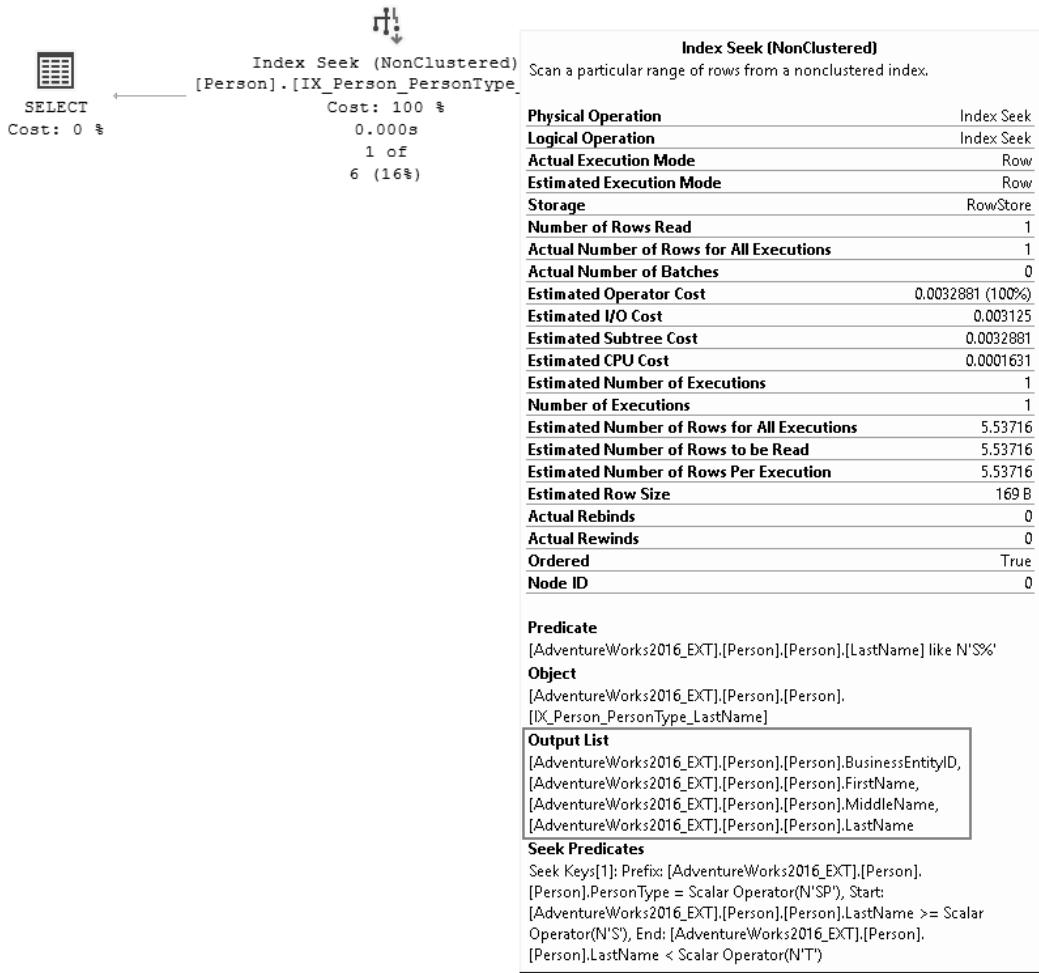 SELECT
Cost: 0 %
Index Seek (NonClustered)
[Person].[IX_Person_PersonType_
Cost: 100 %
0.000s
1 of
6 (16%)
Index Seek (NonClustered)
Scan a particular range of rows from a nonclustered index.
Physical Operation Index Seek
Logical Operation Index Seek
Actual Execution Mode Row
Estimated Execution Mode Row
Storage RowStore
Number of Rows Read 1
Actual Number of Rows for All Executions 1
Actual Number of Batches 0
Estimated Operator Cost 0.0032881 (100%)
Estimated I/O Cost 0.003125
Estimated Subtree Cost 0.0032881
Estimated CPU Cost 0.0001631
Estimated Number of Executions 1
Number of Executions 1
Estimated Number of Rows for All Executions 5.53716
Estimated Number of Rows to be Read 5.53716
Estimated Number of Rows Per Execution 5.53716
Estimated Row Size 169 B
Actual Rebinds 0
Actual Rewinds 0
Ordered True
Node ID 0
Predicate
[AdventureWorks2016_EXT].[Person].[Person].[LastName] like N'S%'
Object
[AdventureWorks2016_EXT].[Person].[Person].
[IX_Person_PersonType_LastName]
Output List
[AdventureWorks2016_EXT].[Person].[Person].BusinessEntityID,
[AdventureWorks2016_EXT].[Person].[Person].FirstName,
[AdventureWorks2016_EXT].[Person].[Person].MiddleName,
[AdventureWorks2016_EXT].[Person].[Person].LastName
Seek Predicates
Seek Keys[1]: Prefix: [AdventureWorks2016_EXT].[Person].
[Person].PersonType = Scalar Operator(N'SP'), Start:
[AdventureWorks2016_EXT].[Person].[Person].LastName >= Scalar
Operator(N'S'), End: [AdventureWorks2016_EXT].[Person].
[Person].LastName < Scalar Operator(N'T')